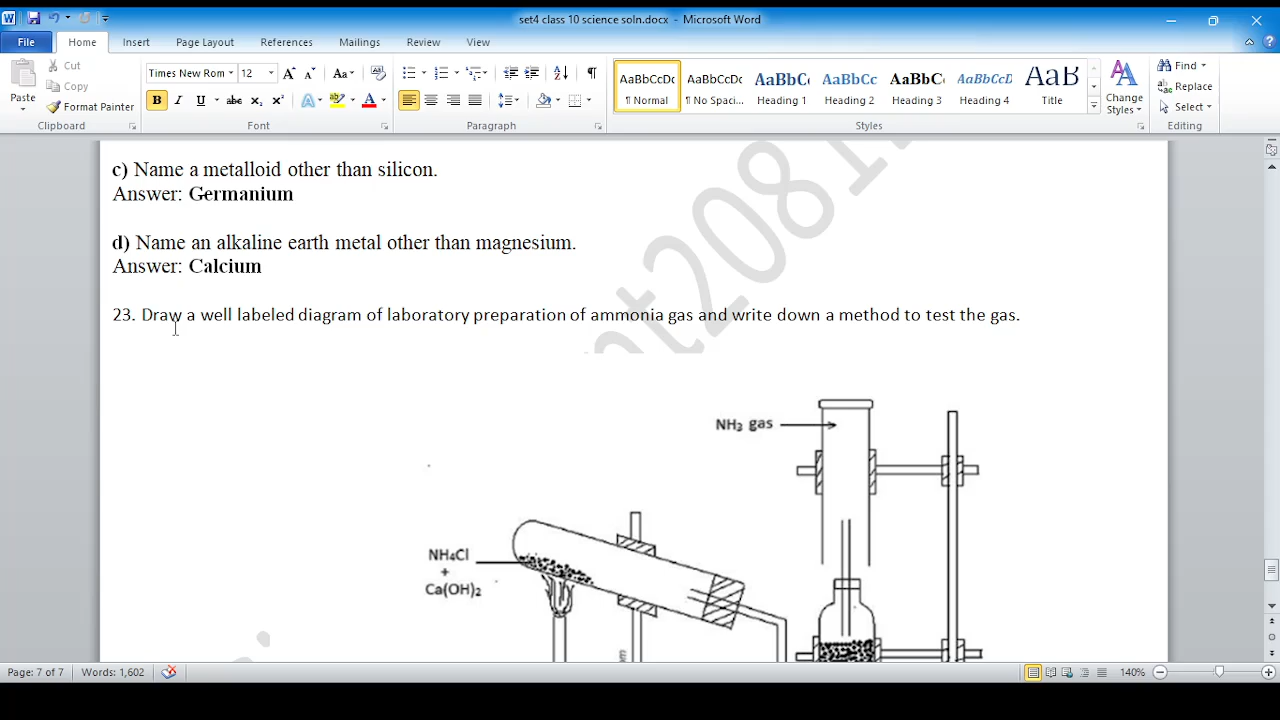 set4 class 10 science soln.docx - Microsoft Word
File Home Insert Page Layout References Mailings Review View
Paste
Cut
Copy
Format Painter
Clipboard
Times New Rom 12
Font
Paragraph
AaBbCcDc AaBbCcDc AaBbC AaBbCc AaBbC AaBbCc AaB
¶ Normal ¶ No Spaci... Heading 1 Heading 2 Heading 3 Heading 4 Title
Change Styles
Styles
Find
Replace
Select
Editing
c) Name a metalloid other than silicon.
Answer: Germanium
d) Name an alkaline earth metal other than magnesium.
Answer: Calcium
23. Draw a well labeled diagram of laboratory preparation of ammonia gas and write down a method to test the gas.
NH₃ gas
NH₄Cl
+
Ca(OH)₂
Page: 7 of 7 Words: 1,602 140%